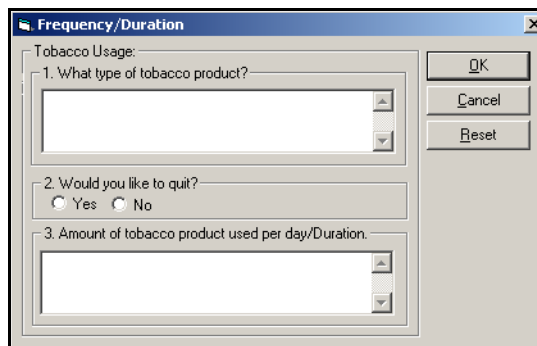 Frequency/Duration
Tobacco Usage:
1. What type of tobacco product?
OK
Cancel
Reset
2. Would you like to quit?
Yes No
3. Amount of tobacco product used per day/Duration.